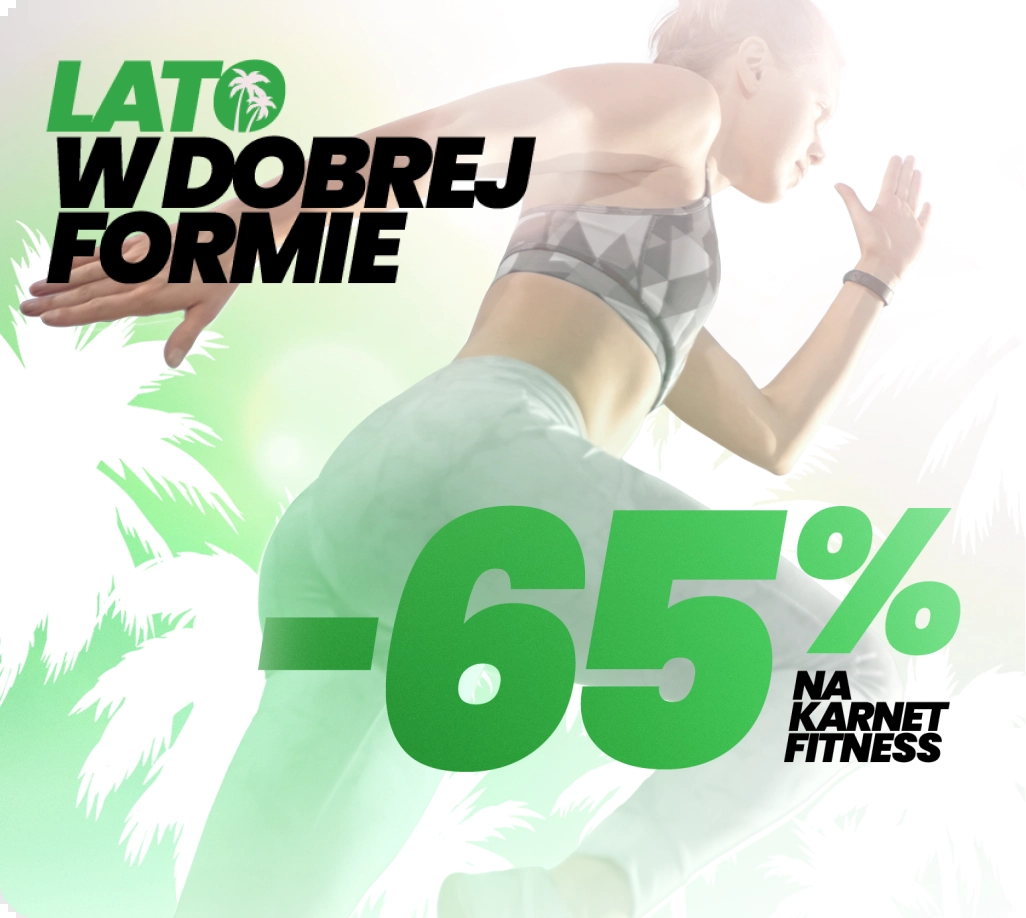 LATO
W DOBREJ
FORMIE
-65%
NA
KARNET
FITNESS